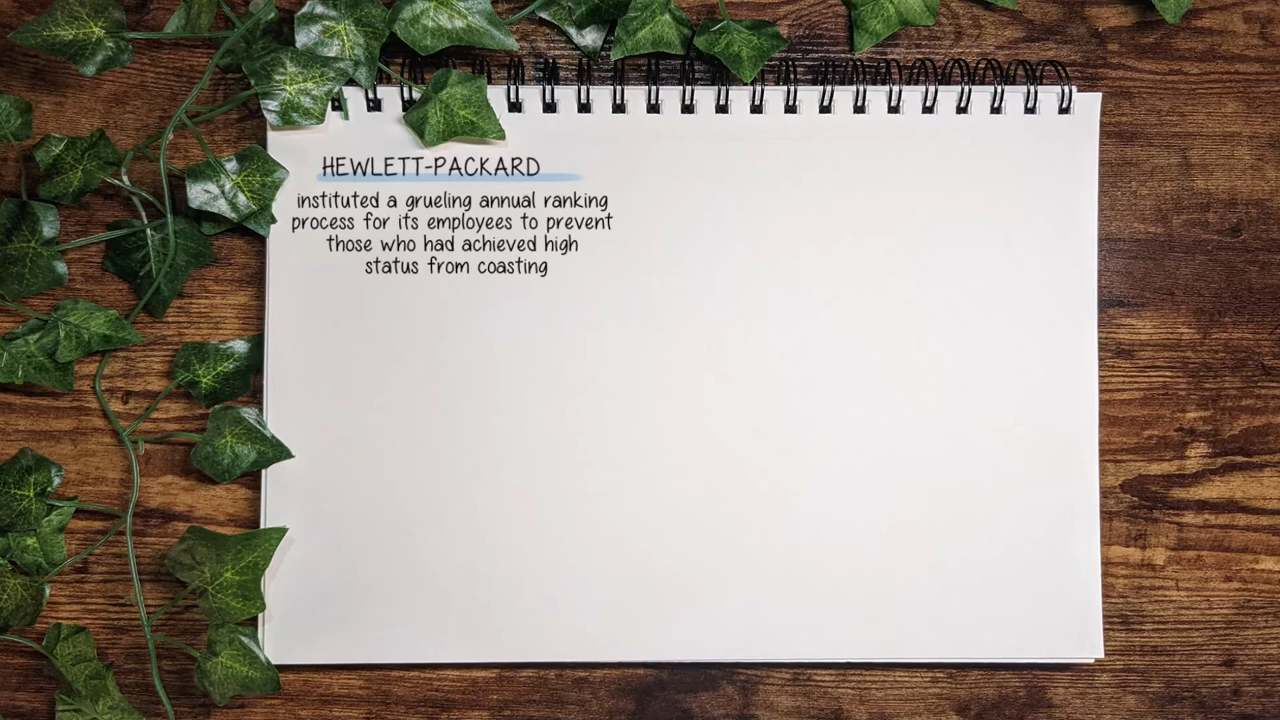 HEWLETT-PACKARD
instituted a grueling annual ranking
process for its employees to prevent
those who had achieved high
status from coasting